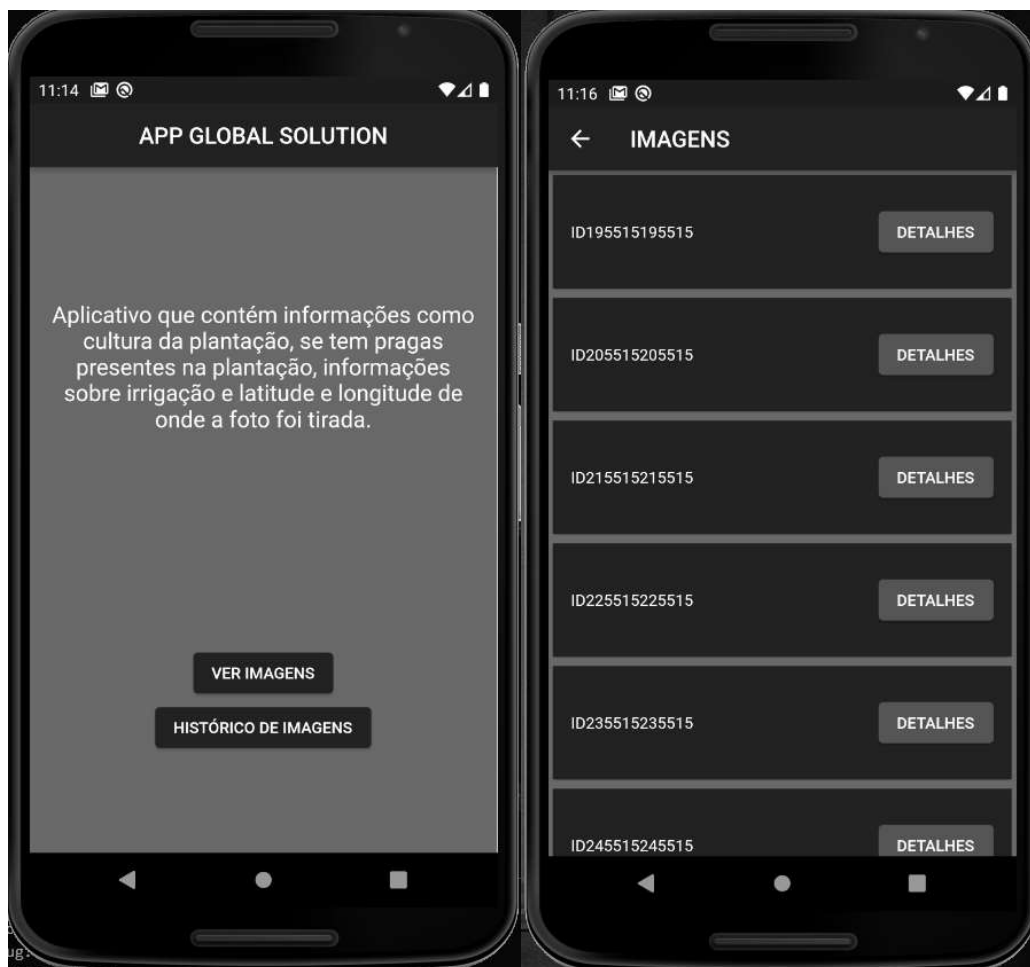 11:14
APP GLOBAL SOLUTION
Aplicativo que contém informações como
cultura da plantação, se tem pragas
presentes na plantação, informações
sobre irrigação e latitude e longitude de
onde a foto foi tirada.
VER IMAGENS
HISTÓRICO DE IMAGENS
11:16
IMAGENS
ID195515195515 DETALHES
ID205515205515 DETALHES
ID215515215515 DETALHES
ID225515225515 DETALHES
ID235515235515 DETALHES
ID245515245515 DETALHES